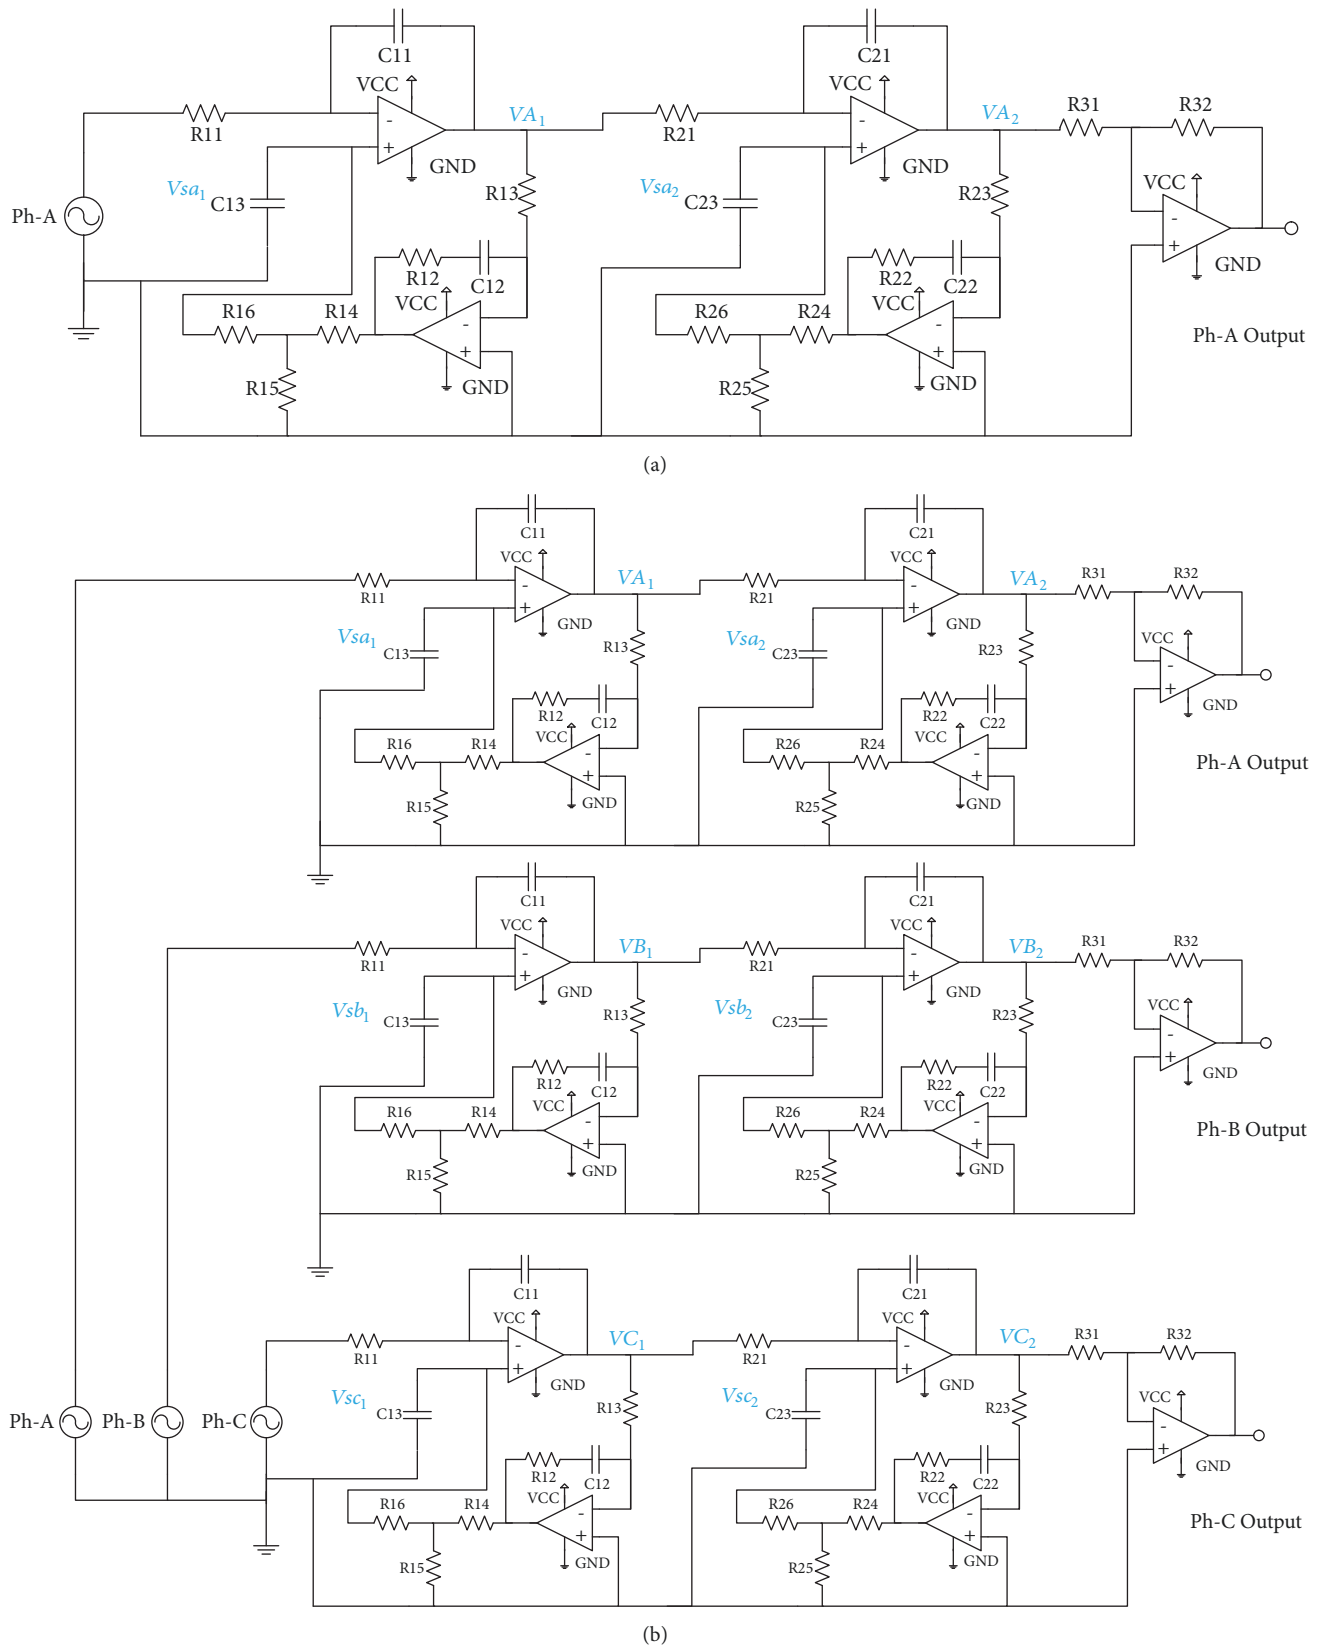 C11
C21
VCC
VCC
VA1
VA2
R31
R32
R11
R21
GND
GND
VCC
Vsa1
C13
R13
Vsa2
C23
R23
Ph-A
R12
C12
R22
C22
GND
VCC
VCC
R16
R14
R26
R24
Ph-A Output
R15
GND
R25
GND
(a)
C11
C21
VCC
VCC
VA1
VA2
R31
R32
R11
R21
GND
GND
VCC
Vsa1
C13
R13
Vsa2
C23
R23
GND
R12
C12
R22
C22
VCC
VCC
R16
R14
R26
R24
Ph-A Output
R15
GND
R25
GND
C11
C21
VCC
VCC
VB1
VB2
R31
R32
R11
R21
GND
GND
VCC
Vsb1
C13
R13
Vsb2
C23
R23
GND
R12
C12
R22
C22
VCC
VCC
R16
R14
R26
R24
Ph-B Output
R15
GND
R25
GND
C11
C21
VCC
VCC
VC1
VC2
R31
R32
R11
R21
GND
GND
VCC
Vsc1
C13
R13
Vsc2
C23
R23
Ph-A
Ph-B
Ph-C
GND
R12
C12
R22
C22
VCC
VCC
R16
R14
R26
R24
Ph-C Output
R15
GND
R25
GND
(b)